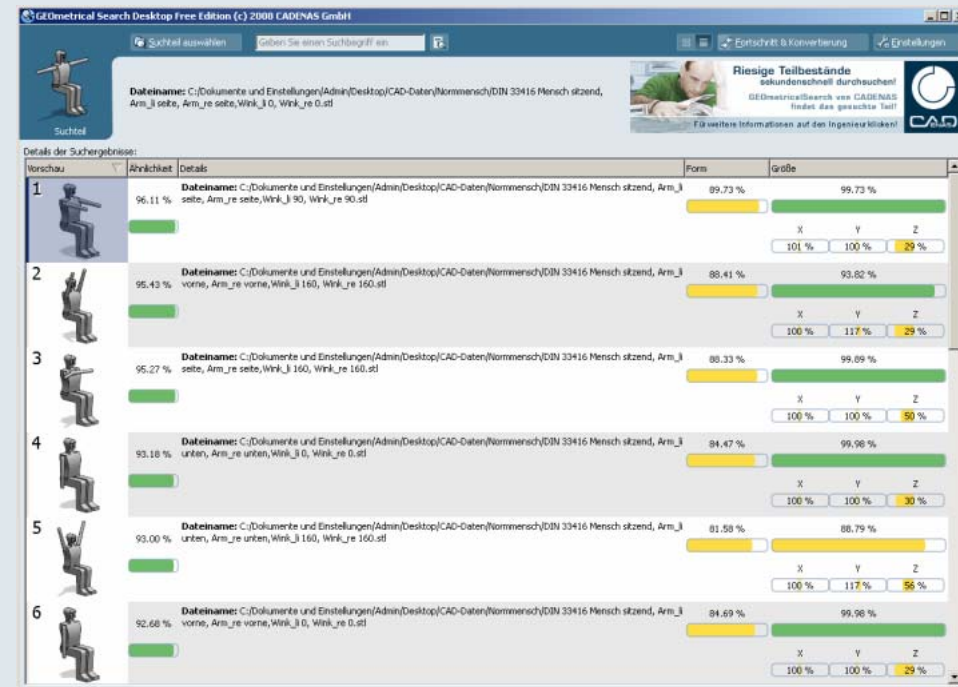 GEOmetrical Search Desktop Free Edition (c) 2000 CADENAS GmbH
Suchteil auswählen
Geben Sie einen Suchbegriff ein
Fortschritt & Konvertierung
Einstellungen
Suchteil
Dateiname: C:/Dokumente und Einstellungen/Admin/Desktop/CAD-Daten/Normmensch/DIN 33416 Mensch sitzend,
Arm_li seite, Arm_re seite,Wink_li 0, Wink_re 0.stl
Riesige Teilbestände
sekundenschnell durchsuchen!
GEOmetricalSearch von CADENAS
findet das gesuchte Teil!
Für weitere Informationen auf den Ingenieur klicken!
Details der Suchergebnisse:
Vorschau Ähnlichkeit Details Form Größe
1
96.11 %
Dateiname: C:/Dokumente und Einstellungen/Admin/Desktop/CAD-Daten/Normmensch/DIN 33416 Mensch sitzend, Arm_li
seite, Arm_re seite,Wink_li 90, Wink_re 90.stl
89.73 % 99.73 %
X Y Z
101 % 100 % 29 %
2
95.43 %
Dateiname: C:/Dokumente und Einstellungen/Admin/Desktop/CAD-Daten/Normmensch/DIN 33416 Mensch sitzend, Arm_li
vorne, Arm_re vorne,Wink_li 160, Wink_re 160.stl
88.41 % 93.82 %
X Y Z
100 % 117 % 29 %
3
95.27 %
Dateiname: C:/Dokumente und Einstellungen/Admin/Desktop/CAD-Daten/Normmensch/DIN 33416 Mensch sitzend, Arm_li
seite, Arm_re seite,Wink_li 160, Wink_re 160.stl
88.33 % 99.89 %
X Y Z
100 % 100 % 50 %
4
93.18 %
Dateiname: C:/Dokumente und Einstellungen/Admin/Desktop/CAD-Daten/Normmensch/DIN 33416 Mensch sitzend, Arm_li
unten, Arm_re unten,Wink_li 0, Wink_re 0.stl
84.47 % 99.98 %
X Y Z
100 % 100 % 30 %
5
93.00 %
Dateiname: C:/Dokumente und Einstellungen/Admin/Desktop/CAD-Daten/Normmensch/DIN 33416 Mensch sitzend, Arm_li
unten, Arm_re unten,Wink_li 160, Wink_re 160.stl
81.58 % 88.79 %
X Y Z
100 % 117 % 56 %
6
92.68 %
Dateiname: C:/Dokumente und Einstellungen/Admin/Desktop/CAD-Daten/Normmensch/DIN 33416 Mensch sitzend, Arm_li
vorne, Arm_re vorne,Wink_li 0, Wink_re 0.stl
84.69 % 99.98 %
X Y Z
100 % 100 % 29 %